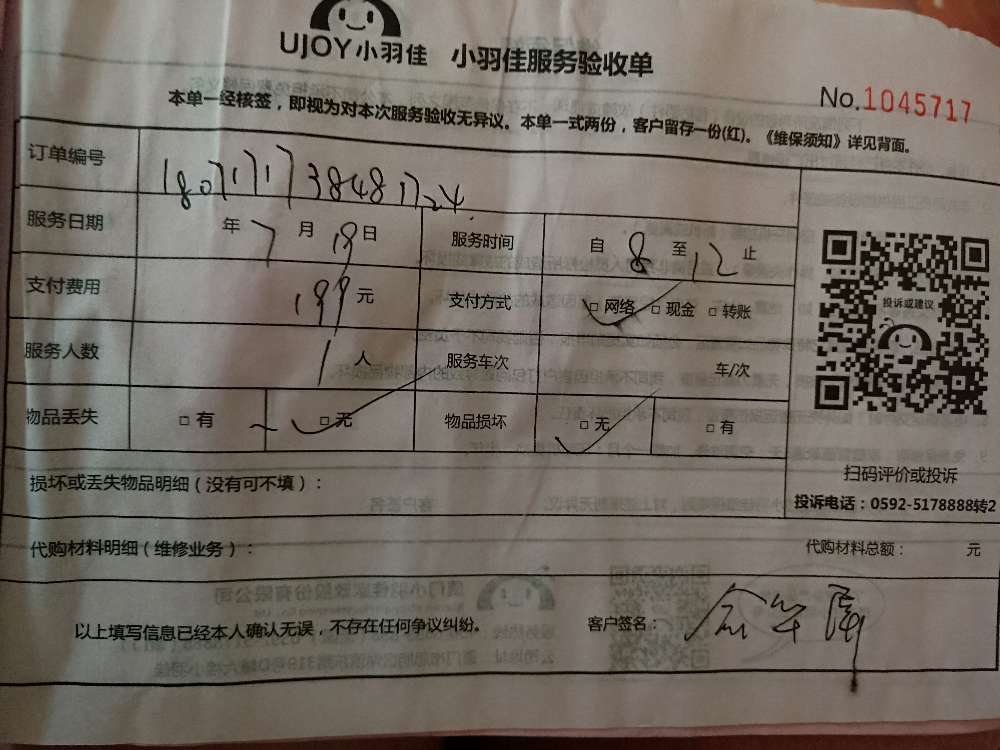 UJOY小羽佳 小羽佳服务验收单
No.1045717
本单一经核签，即视为对本次服务验收无异议。本单一式两份，客户留存一份(红)。《维保须知》详见背面。
订单编号
服务日期 年 7 月 19 日 服务时间 自 8 至 12 止
支付费用 199 元 支付方式 □ 网络 □ 现金 □ 转账
投诉或建议
服务人数 1 人 服务车次 车/次
物品丢失 □ 有 □ 无 物品损坏 □ 无 □ 有
扫码评价或投诉
损坏或丢失物品明细（没有可不填）：
投诉电话：0592-5178888转2
代购材料明细（维修业务）： 代购材料总额： 元
以上填写信息已经本人确认无误，不存在任何争议纠纷。 客户签名：